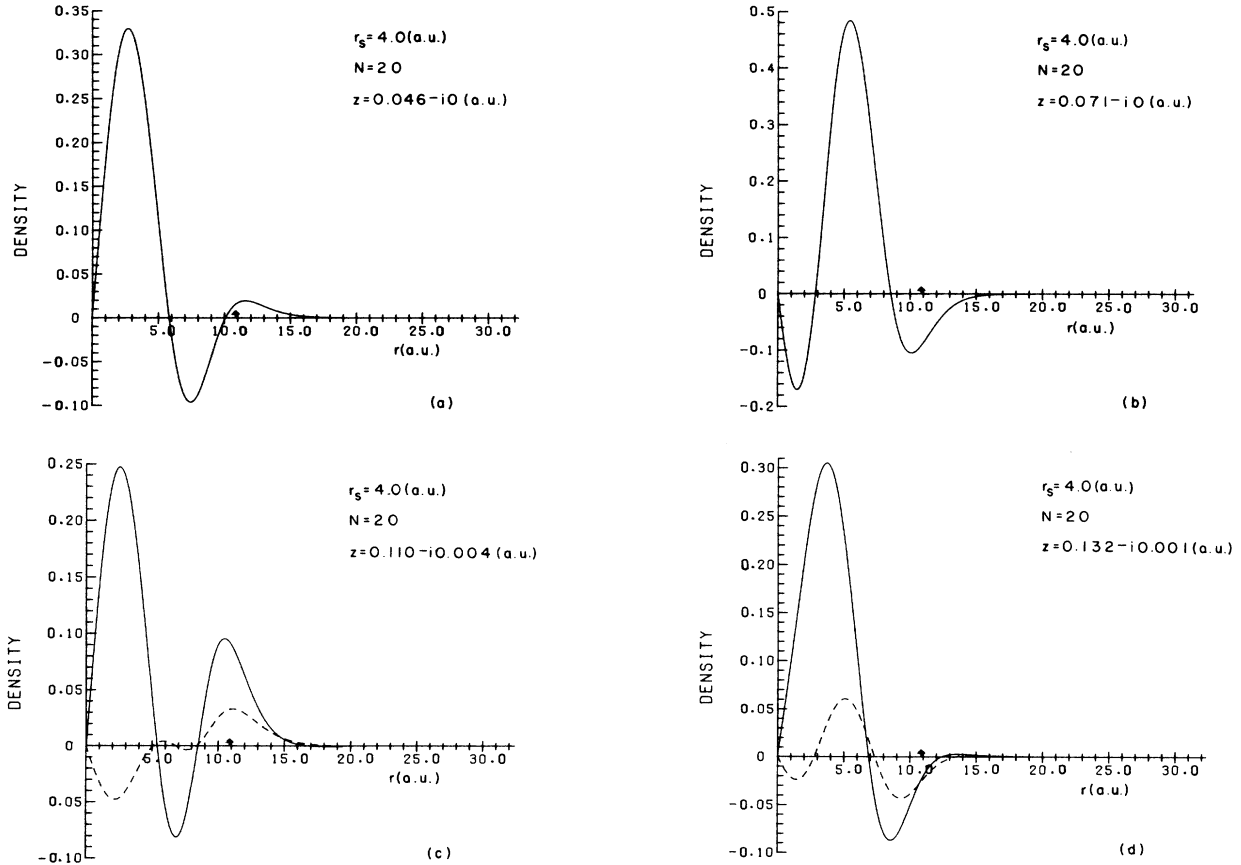 0.35
0.30
0.25
0.20
0.15
0.10
0.05
0
-0.05
-0.10
DENSITY
rs=4.0(a.u.)
N=20
z=0.046-i0(a.u.)
5.0 10.0 15.0 20.0 25.0 30.0
r(a.u.)
(a)
0.5
0.4
0.3
0.2
0.1
0
-0.1
-0.2
DENSITY
rs=4.0(a.u.)
N=20
z=0.071-i0(a.u.)
5.0 10.0 15.0 20.0 25.0 30.0
r(a.u.)
(b)
0.25
0.20
0.15
0.10
0.05
0
0.05
-0.10
DENSITY
rs=4.0(a.u.)
N=20
z=0.110-i0.004(a.u.)
5.0 10.0 15.0 20.0 25.0 30.0
r(a.u.)
(c)
0.30
0.25
0.20
0.15
0.10
0.05
0
-0.05
-0.10
DENSITY
rs=4.0(a.u.)
N=20
z=0.132-i0.001(a.u.)
5.0 10.0 15.0 20.0 25.0 30.0
r(a.u.)
(d)